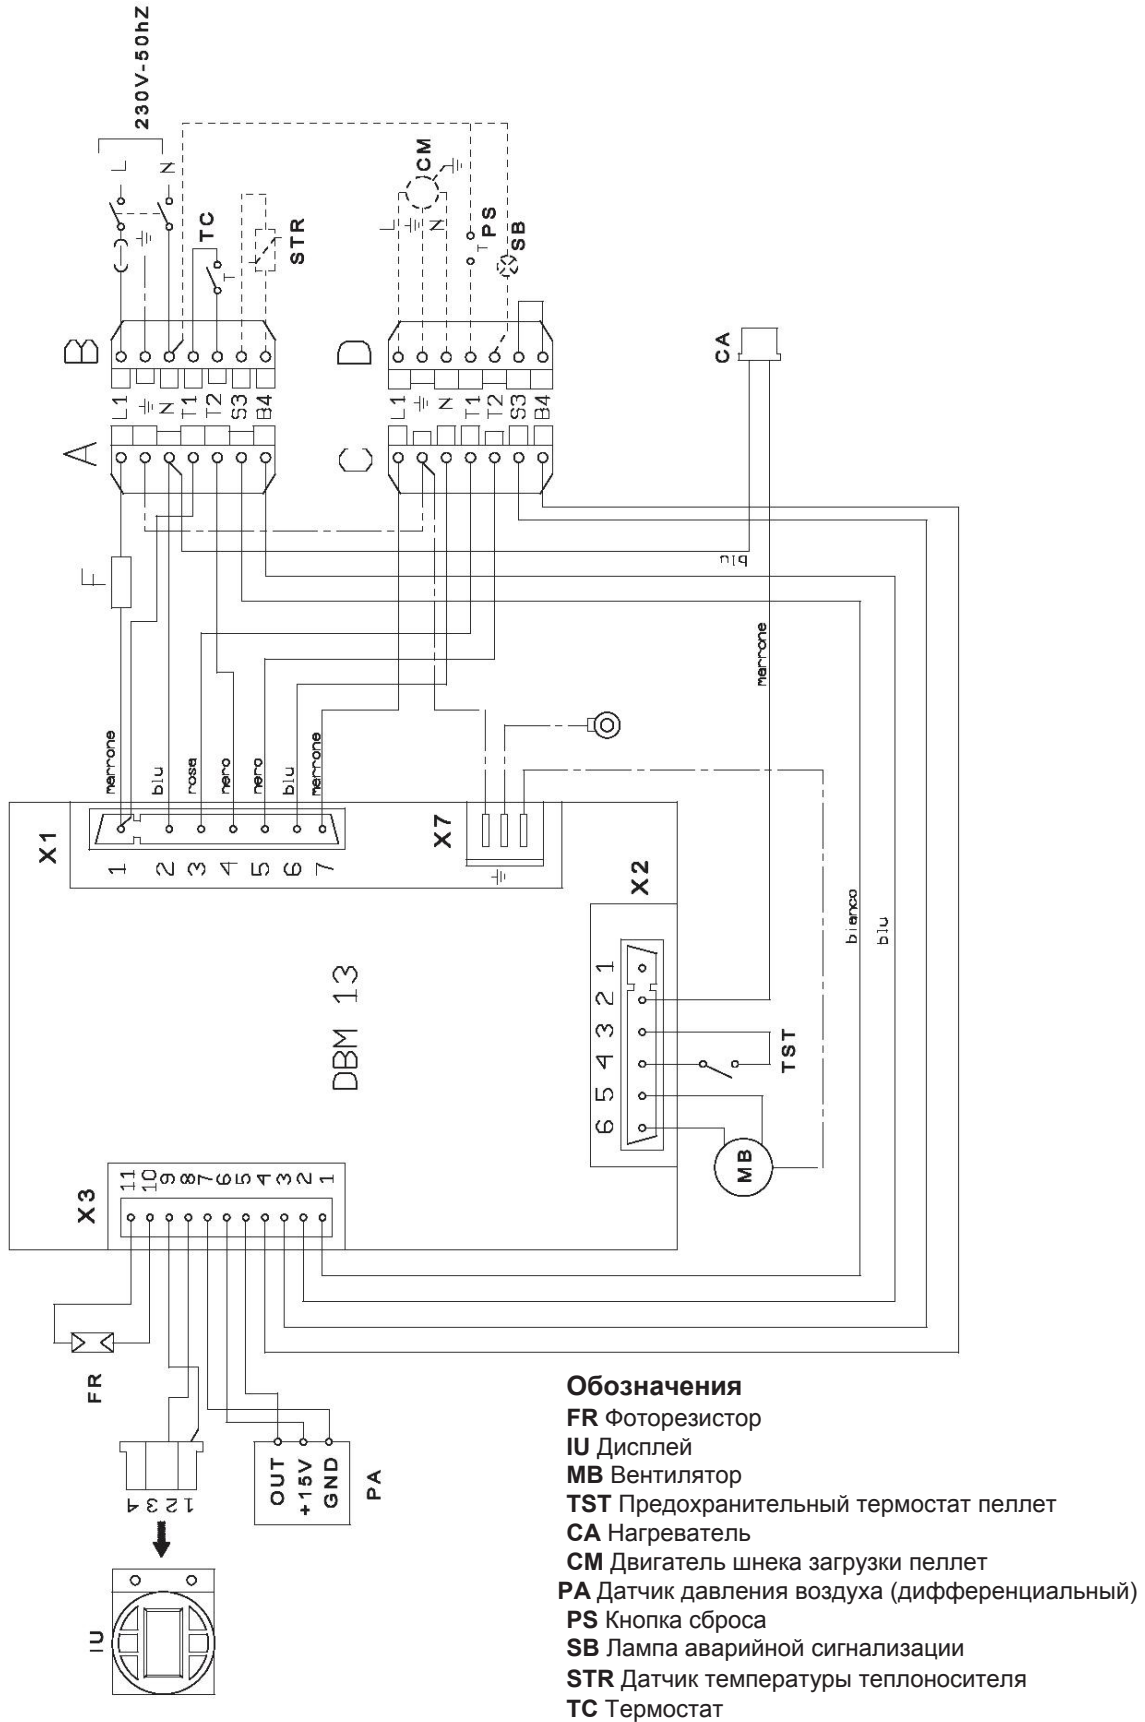 230V-50hZ
L
N
TC
STR
B
A
L1
N
T1
T2
S3
B4
L
N
CM
PS
SB
D
C
L1
N
T1
T2
S3
B4
CA
F
blu
marrone
marrone
blu
rosa
nero
nero
blu
marrone
X1
1
2
3
4
5
6
7
X7
X2
1
2
3
4
5
6
TST
MB
bianco
blu
DBM 13
X3
11
10
9
8
7
6
5
4
3
2
1
FR
1 2 3 4
OUT
+15V
GND
PA
IU
Обозначения
FR Фоторезистор
IU Дисплей
MB Вентилятор
TST Предохранительный термостат пеллет
CA Нагреватель
CM Двигатель шнека загрузки пеллет
PA Датчик давления воздуха (дифференциальный)
PS Кнопка сброса
SB Лампа аварийной сигнализации
STR Датчик температуры теплоносителя
TC Термостат